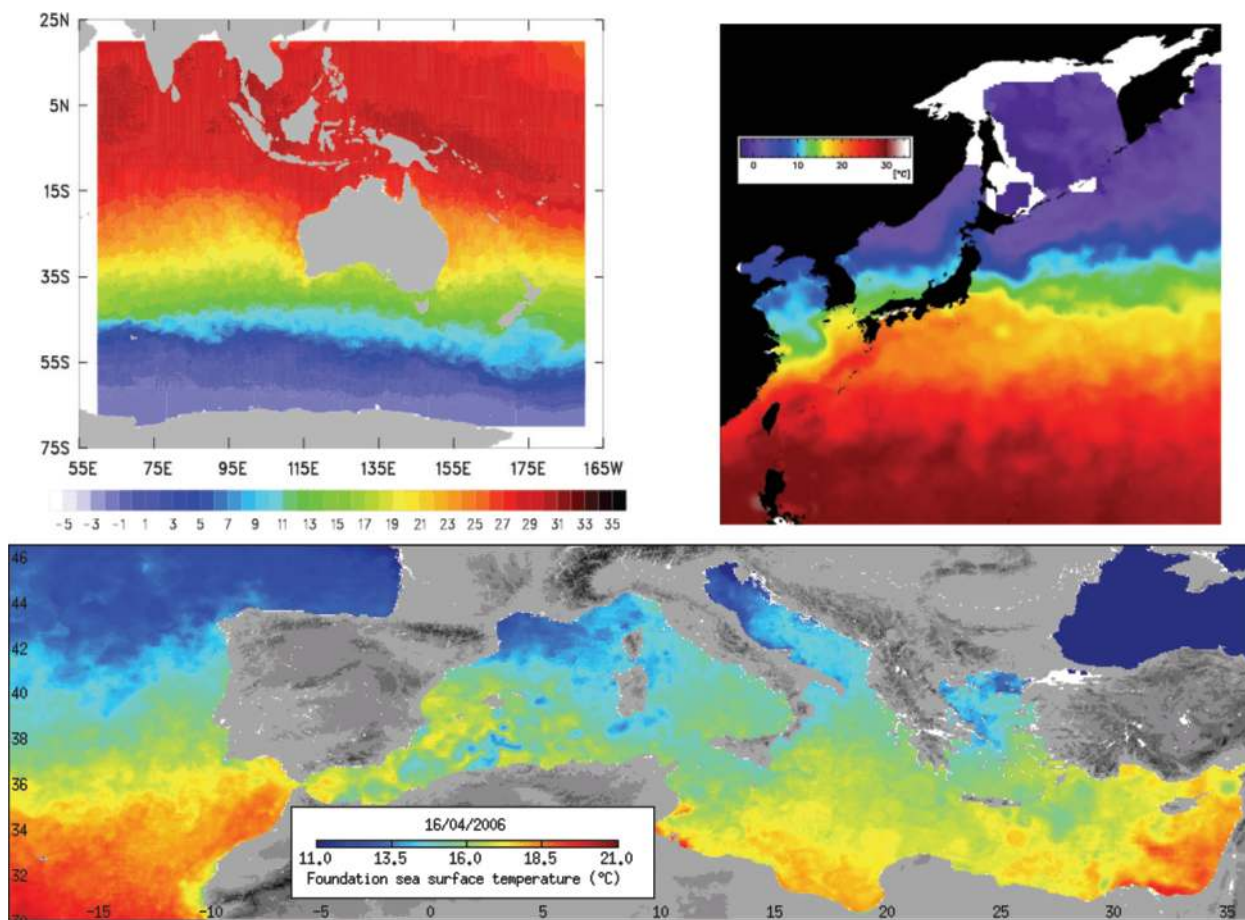 25N
5N
15S
35S
55S
75S
55E 75E 95E 115E 135E 155E 175E 165W
-5 -3 -1 1 3 5 7 9 11 13 15 17 19 21 23 25 27 29 31 33 35
0 10 20 30
[°C]
46
44
42
40
38
36
34
32
16/04/2006
11.0 13.5 16.0 18.5 21.0
Foundation sea surface temperature (°C)
-15 -10 -5 0 5 10 15 20 25 30 35